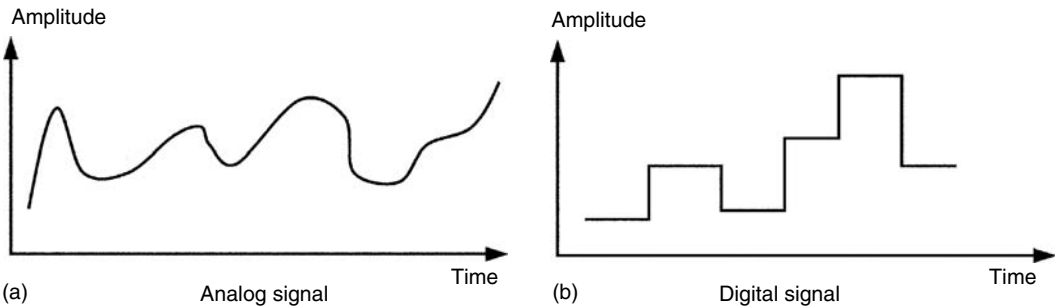 Amplitude
Time
(a)
Analog signal
Amplitude
Time
(b)
Digital signal